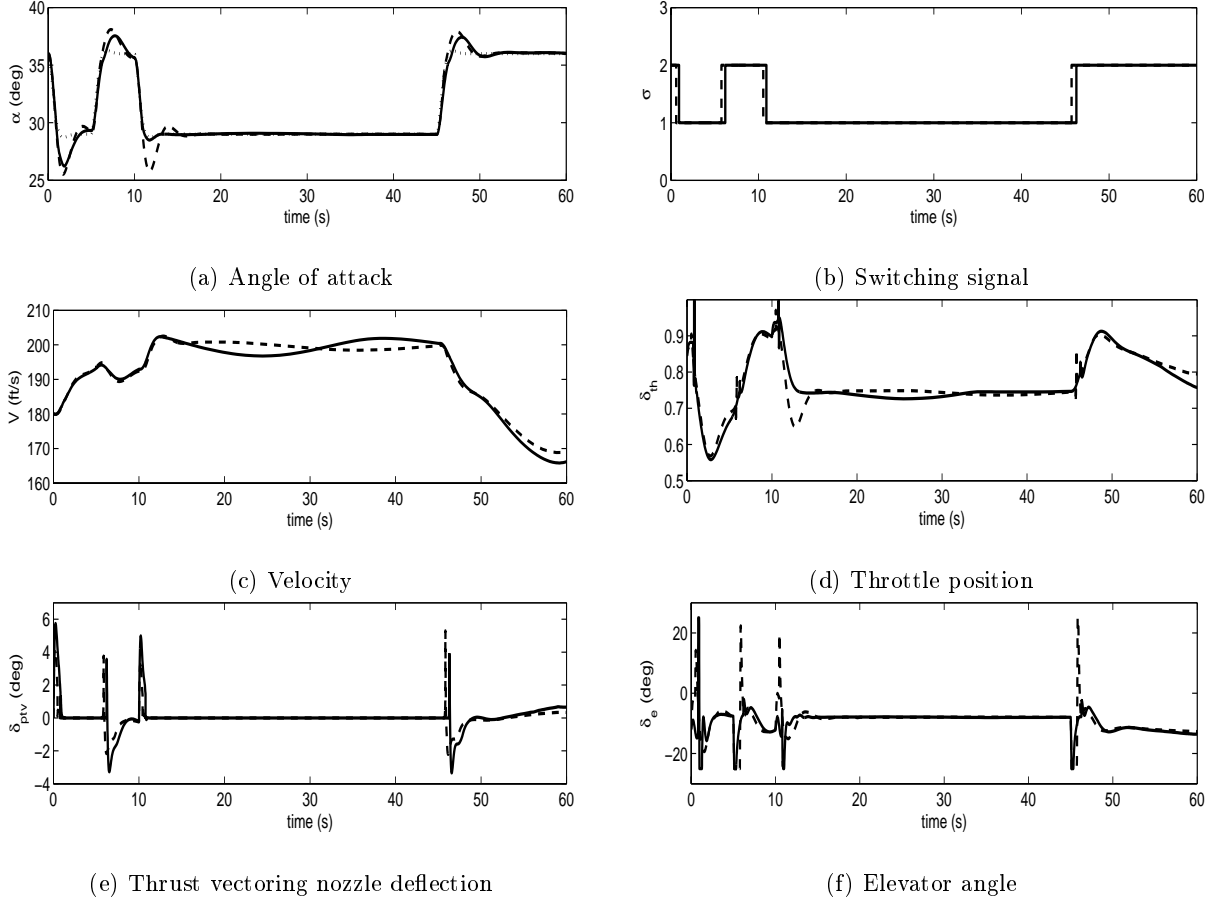 40
35
30
25
α (deg)
0 10 20 30 40 50 60
time (s)
(a) Angle of attack
3
2
1
0
σ
0 10 20 30 40 50 60
time (s)
(b) Switching signal
210
200
190
180
170
160
V (ft/s)
0 10 20 30 40 50 60
time (s)
(c) Velocity
0.9
0.8
0.7
0.6
0.5
δth
0 10 20 30 40 50 60
time (s)
(d) Throttle position
6
4
2
0
−2
−4
δptv (deg)
0 10 20 30 40 50 60
time (s)
(e) Thrust vectoring nozzle deflection
20
0
−20
δe (deg)
0 10 20 30 40 50 60
time (s)
(f) Elevator angle